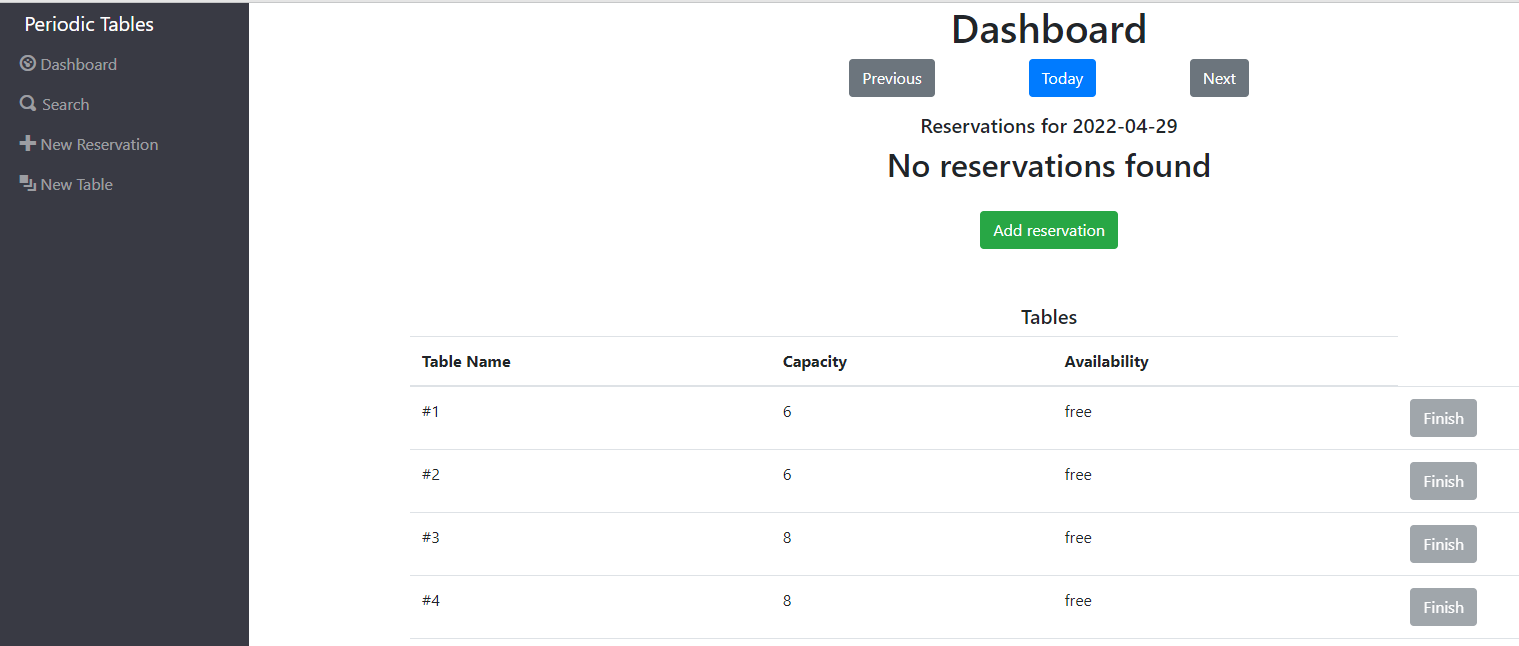 Periodic Tables
Dashboard
Search
New Reservation
New Table
Dashboard
Previous Today Next
Reservations for 2022-04-29
No reservations found
Add reservation
Tables
Table Name Capacity Availability
#1 6 free Finish
#2 6 free Finish
#3 8 free Finish
#4 8 free Finish